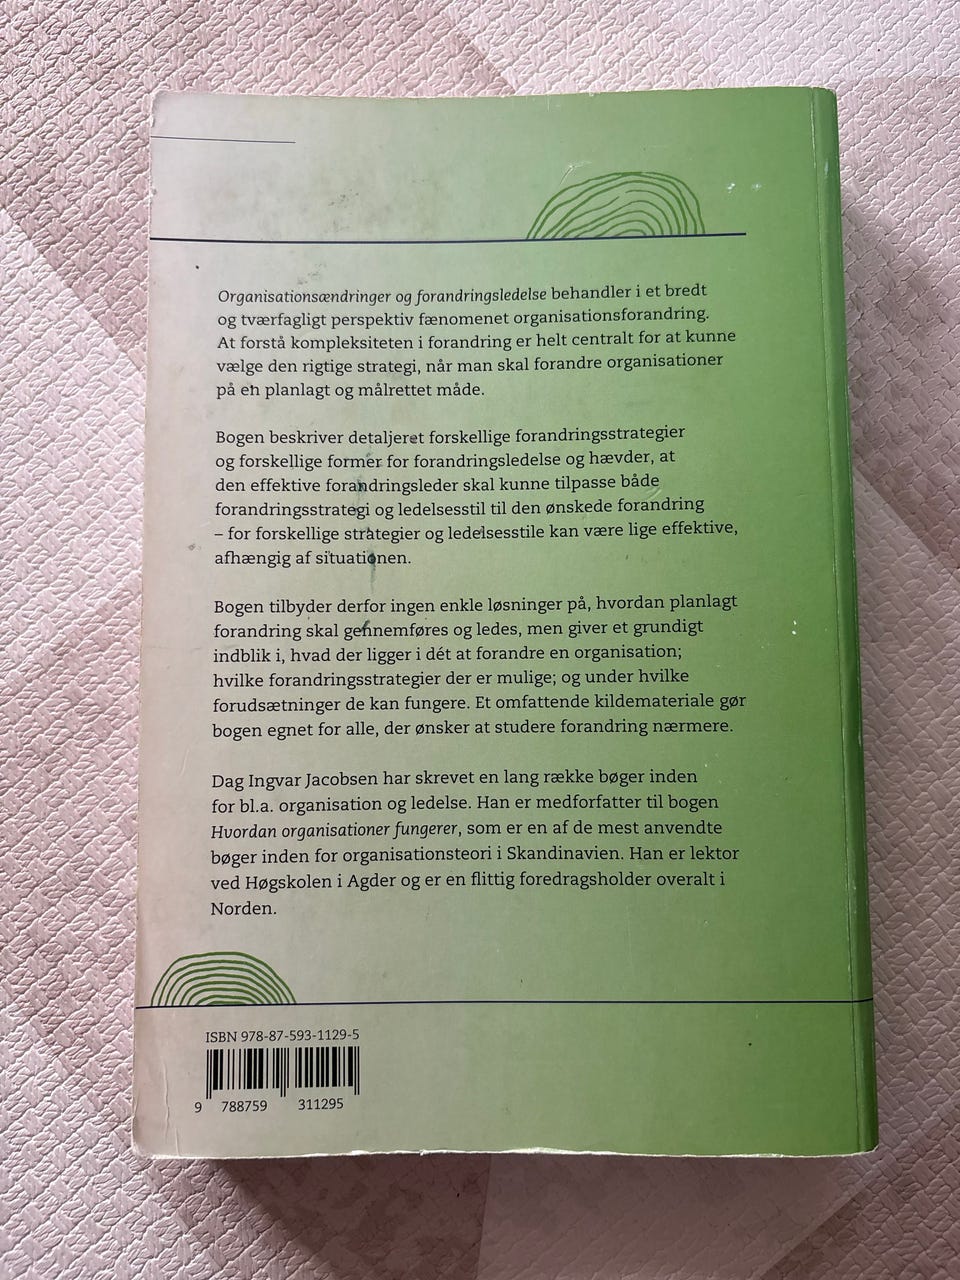 Organisationsændringer og forandringsledelse behandler i et bredt
og tværfagligt perspektiv fænomenet organisationsforandring.
At forstå kompleksiteten i forandring er helt centralt for at kunne
vælge den rigtige strategi, når man skal forandre organisationer
på en planlagt og målrettet måde.
Bogen beskriver detaljeret forskellige forandringsstrategier
og forskellige former for forandringsledelse og hævder, at
den effektive forandringsleder skal kunne tilpasse både
forandringsstrategi og ledelsesstil til den ønskede forandring
– for forskellige strategier og ledelsesstile kan være lige effektive,
afhængig af situationen.
Bogen tilbyder derfor ingen enkle løsninger på, hvordan planlagt
forandring skal gennemføres og ledes, men giver et grundigt
indblik i, hvad der ligger i dét at forandre en organisation;
hvilke forandringsstrategier der er mulige; og under hvilke
forudsætninger de kan fungere. Et omfattende kildemateriale gør
bogen egnet for alle, der ønsker at studere forandring nærmere.
Dag Ingvar Jacobsen har skrevet en lang række bøger inden
for bl.a. organisation og ledelse. Han er medforfatter til bogen
Hvordan organisationer fungerer, som er en af de mest anvendte
bøger inden for organisationsteori i Skandinavien. Han er lektor
ved Høgskolen i Agder og er en flittig foredragsholder overalt i
Norden.
ISBN 978-87-593-1129-5
9 788759 311295